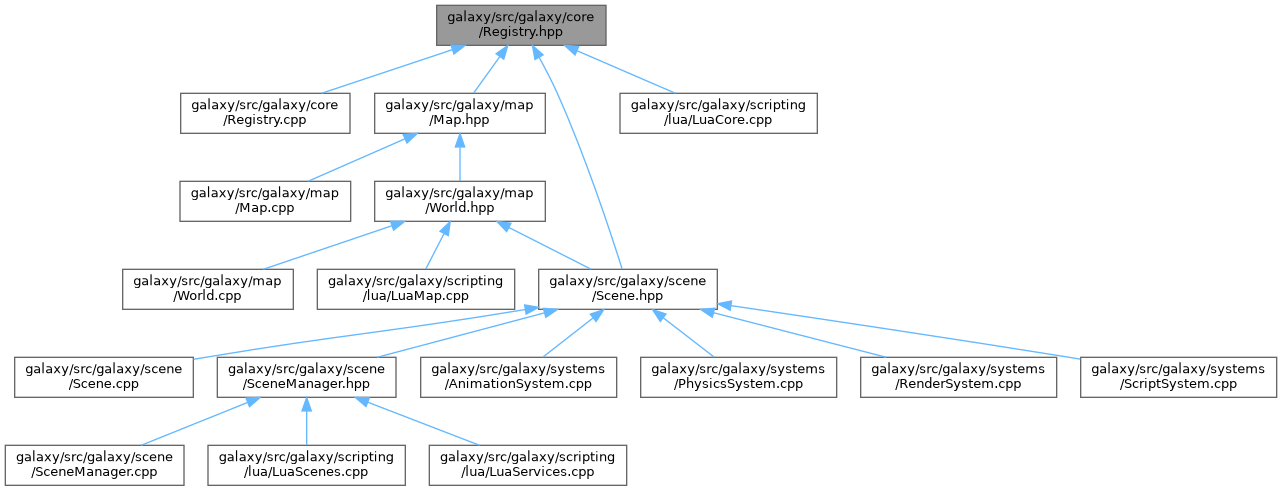 galaxy/src/galaxy/core
/Registry.hpp
galaxy/src/galaxy/core
/Registry.cpp
galaxy/src/galaxy/map
/Map.hpp
galaxy/src/galaxy/scripting
/lua/LuaCore.cpp
galaxy/src/galaxy/map
/Map.cpp
galaxy/src/galaxy/map
/World.hpp
galaxy/src/galaxy/map
/World.cpp
galaxy/src/galaxy/scripting
/lua/LuaMap.cpp
galaxy/src/galaxy/scene
/Scene.hpp
galaxy/src/galaxy/scene
/Scene.cpp
galaxy/src/galaxy/scene
/SceneManager.hpp
galaxy/src/galaxy/systems
/AnimationSystem.cpp
galaxy/src/galaxy/systems
/PhysicsSystem.cpp
galaxy/src/galaxy/systems
/RenderSystem.cpp
galaxy/src/galaxy/systems
/ScriptSystem.cpp
galaxy/src/galaxy/scene
/SceneManager.cpp
galaxy/src/galaxy/scripting
/lua/LuaScenes.cpp
galaxy/src/galaxy/scripting
/lua/LuaServices.cpp